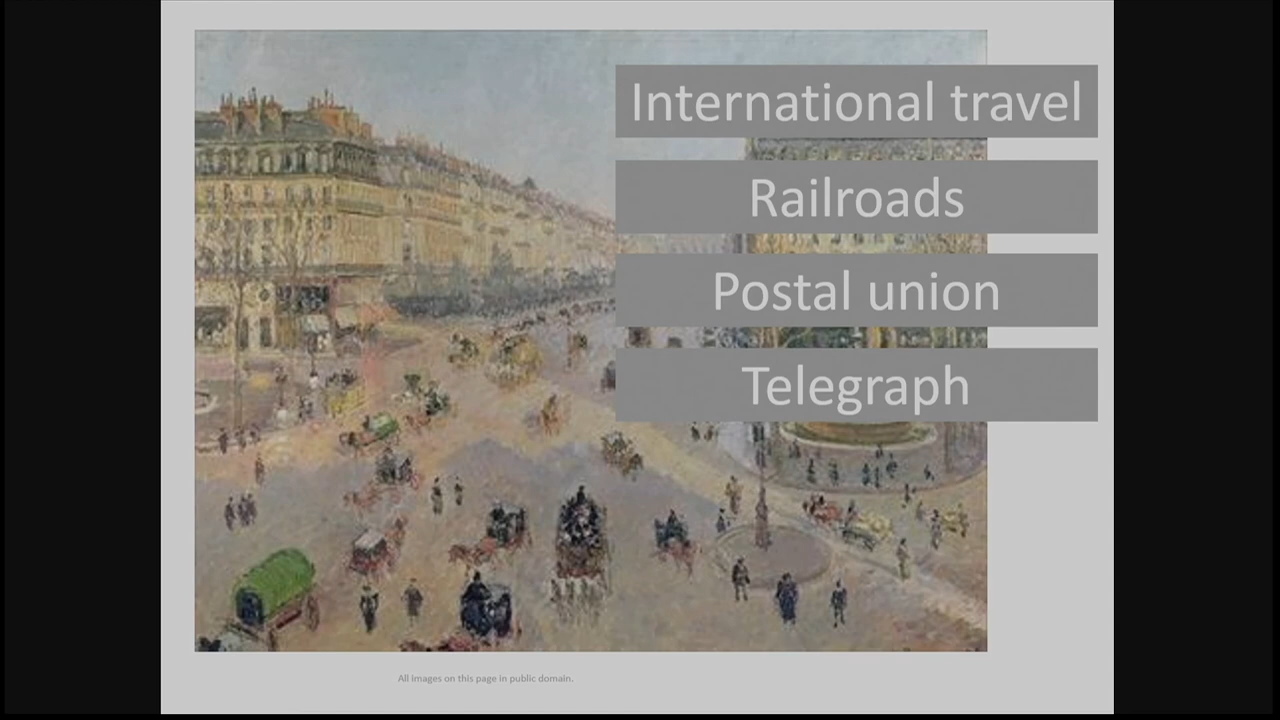 International travel
Railroads
Postal union
Telegraph
All images on this page in public domain.